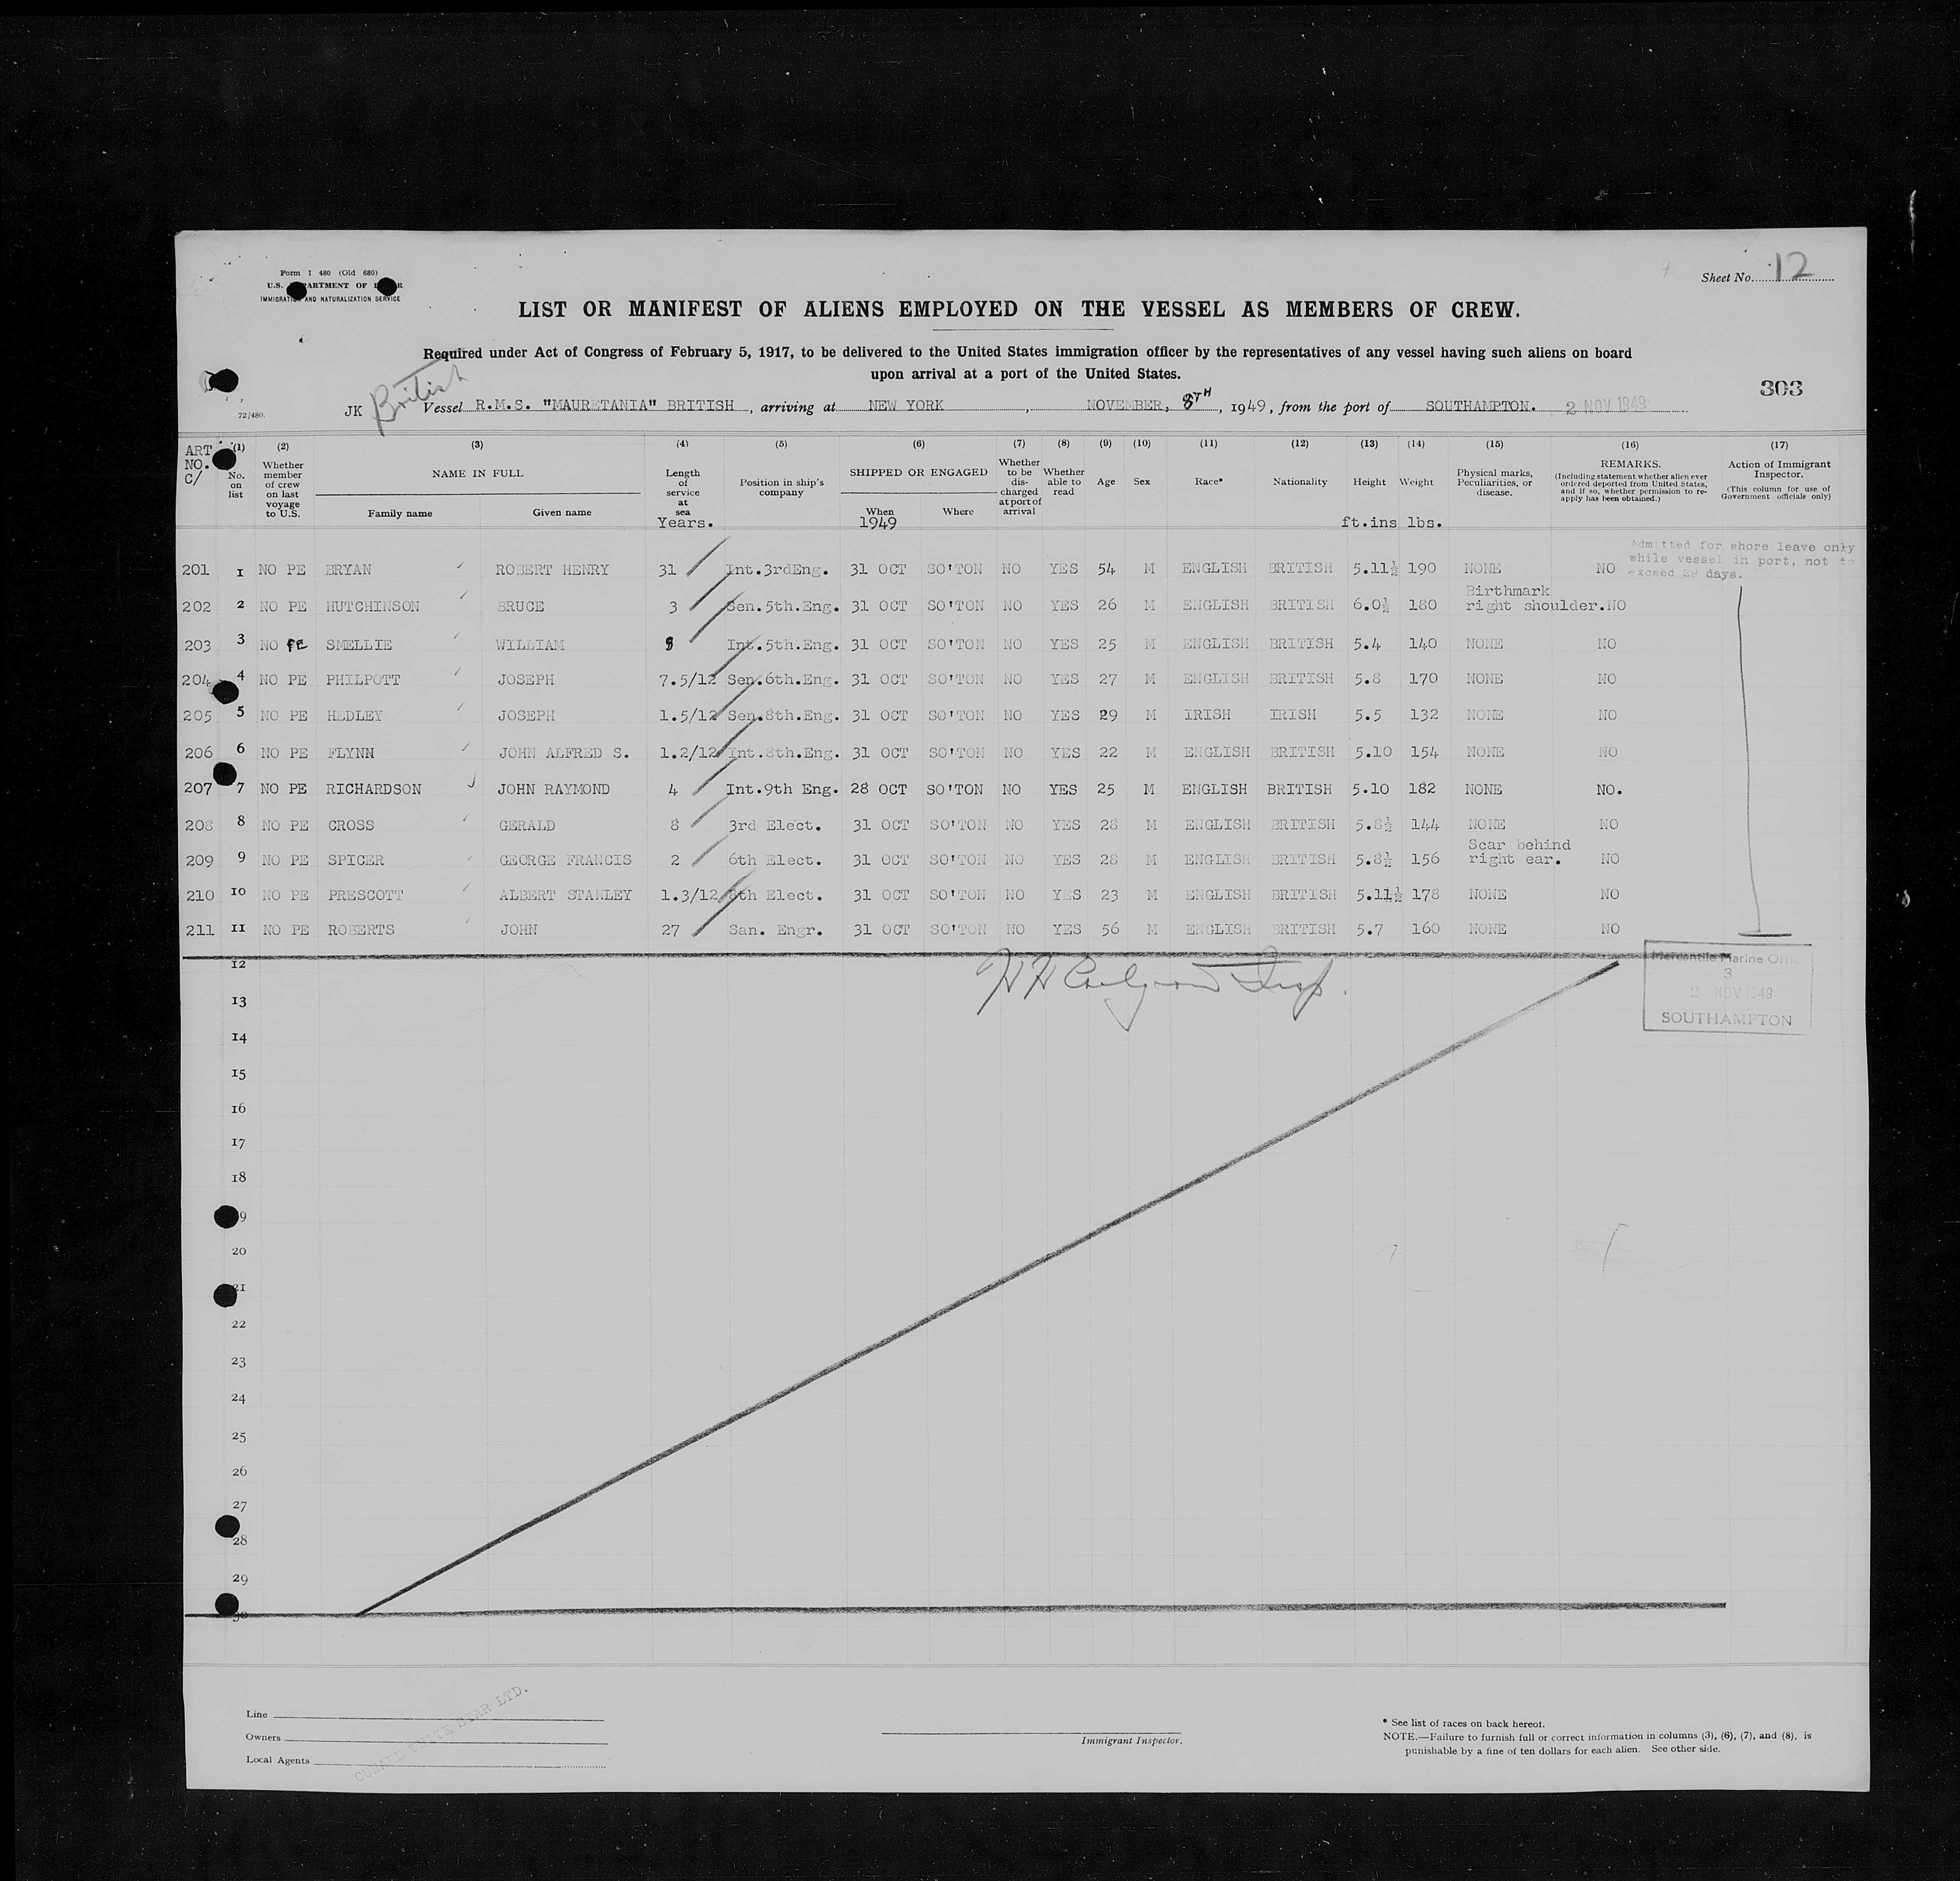 Form I 480 (Old 680)
U.S. DEPARTMENT OF LABOR
IMMIGRATION AND NATURALIZATION SERVICE
Sheet No. 12
LIST OR MANIFEST OF ALIENS EMPLOYED ON THE VESSEL AS MEMBERS OF CREW.
Required under Act of Congress of February 5, 1917, to be delivered to the United States immigration officer by the representatives of any vessel having such aliens on board
upon arrival at a port of the United States.
303
72/480.
JK British Vessel R.M.S. "MAURETANIA" BRITISH, arriving at NEW YORK, NOVEMBER, 8TH, 1949, from the port of SOUTHAMPTON. 2 NOV 1949
ART NO. C/ (1) No. on list (2) Whether member of crew on last voyage to U.S. (3) NAME IN FULL Family name Given name (4) Length of service at sea Years. (5) Position in ship's company (6) SHIPPED OR ENGAGED When 1949 Where (7) Whether to be discharged at port of arrival (8) Whether able to read (9) Age (10) Sex (11) Race* (12) Nationality (13) Height ft.ins (14) Weight lbs. (15) Physical marks, Peculiarities, or disease. (16) REMARKS. (Including statement whether alien ever ordered deported from United States, and if so, whether permission to re-apply has been obtained.) (17) Action of Immigrant Inspector. (This column for use of Government officials only)
Admitted for shore leave only
while vessel in port, not to
exceed 29 days.
201 1 NO PE BRYAN ROBERT HENRY 31 Int.3rdEng. 31 OCT SO'TON NO YES 54 M ENGLISH BRITISH 5.11½ 190 NONE NO
202 2 NO PE HUTCHINSON BRUCE 3 Sen.5th.Eng. 31 OCT SO'TON NO YES 26 M ENGLISH BRITISH 6.0½ 180 Birthmark right shoulder. NO
203 3 NO PE SMELLIE WILLIAM 8 Int.5th.Eng. 31 OCT SO'TON NO YES 25 M ENGLISH BRITISH 5.4 140 NONE NO
204 4 NO PE PHILPOTT JOSEPH 7.5/12 Sen.6th.Eng. 31 OCT SO'TON NO YES 27 M ENGLISH BRITISH 5.8 170 NONE NO
205 5 NO PE HEDLEY JOSEPH 1.5/12 Sen.8th.Eng. 31 OCT SO'TON NO YES 29 M IRISH IRISH 5.5 132 NONE NO
206 6 NO PE FLYNN JOHN ALFRED S. 1.2/12 Int.8th.Eng. 31 OCT SO'TON NO YES 22 M ENGLISH BRITISH 5.10 154 NONE NO
207 7 NO PE RICHARDSON JOHN RAYMOND 4 Int.9th Eng. 28 OCT SO'TON NO YES 25 M ENGLISH BRITISH 5.10 182 NONE NO.
208 8 NO PE CROSS GERALD 8 3rd Elect. 31 OCT SO'TON NO YES 28 M ENGLISH BRITISH 5.8½ 144 NONE NO
209 9 NO PE SPICER GEORGE FRANCIS 2 6th Elect. 31 OCT SO'TON NO YES 28 M ENGLISH BRITISH 5.8½ 156 Scar behind right ear. NO
210 10 NO PE PRESCOTT ALBERT STANLEY 1.3/12 8th Elect. 31 OCT SO'TON NO YES 23 M ENGLISH BRITISH 5.11½ 178 NONE NO
211 11 NO PE ROBERTS JOHN 27 San. Engr. 31 OCT SO'TON NO YES 56 M ENGLISH BRITISH 5.7 160 NONE NO
12
13
14
15
16
17
18
19
20
21
22
23
24
25
26
27
28
29
30
Insp.
Mercantile Marine Office
3
2 NOV 1949
SOUTHAMPTON
Line
Owners
Local Agents
CUNARD WHITE STAR LTD.
Immigrant Inspector.
* See list of races on back hereof.
NOTE.—Failure to furnish full or correct information in columns (3), (6), (7), and (8), is
punishable by a fine of ten dollars for each alien. See other side.